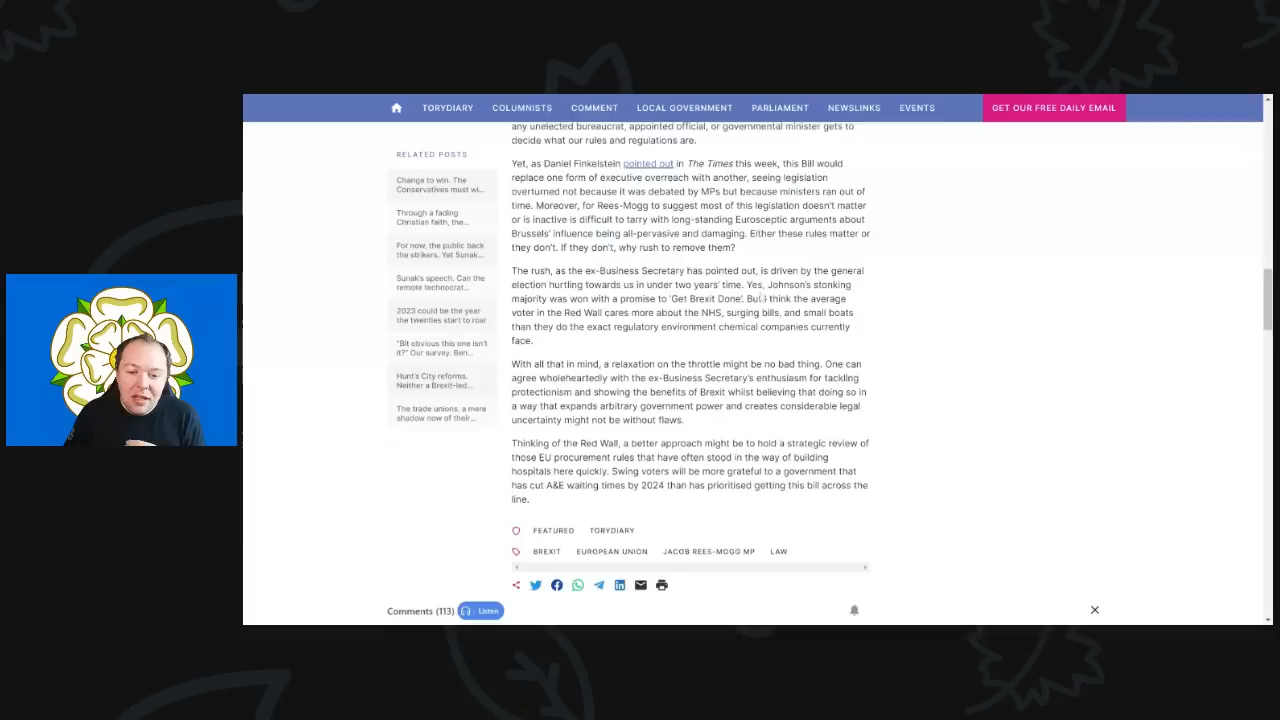 TORYDIARY COLUMNISTS COMMENT LOCAL GOVERNMENT PARLIAMENT NEWSLINKS EVENTS GET OUR FREE DAILY EMAIL
RELATED POSTS
Change to win. The
Conservatives must wi...
Through a fading
Christian faith, the...
For now, the public back
the strikers. Yet Sunak...
Sunak's speech. Can the
remote technocrat...
2023 could be the year
the twenties start to roar
"Bit obvious this one isn't
it?" Our survey. Ben...
Hunt's City reforms.
Neither a Brexit-led...
The trade unions, a mere
shadow now of their...
any unelected bureaucrat, appointed official, or governmental minister gets to
decide what our rules and regulations are.
Yet, as Daniel Finkelstein pointed out in The Times this week, this Bill would
replace one form of executive overreach with another, seeing legislation
overturned not because it was debated by MPs but because ministers ran out of
time. Moreover, for Rees-Mogg to suggest most of this legislation doesn't matter
or is inactive is difficult to tarry with long-standing Eurosceptic arguments about
Brussels' influence being all-pervasive and damaging. Either these rules matter or
they don't. If they don't, why rush to remove them?
The rush, as the ex-Business Secretary has pointed out, is driven by the general
election hurtling towards us in under two years' time. Yes, Johnson's stonking
majority was won with a promise to 'Get Brexit Done'. But I think the average
voter in the Red Wall cares more about the NHS, surging bills, and small boats
than they do the exact regulatory environment chemical companies currently
face.
With all that in mind, a relaxation on the throttle might be no bad thing. One can
agree wholeheartedly with the ex-Business Secretary's enthusiasm for tackling
protectionism and showing the benefits of Brexit whilst believing that doing so in
a way that expands arbitrary government power and creates considerable legal
uncertainty might not be without flaws.
Thinking of the Red Wall, a better approach might be to hold a strategic review of
those EU procurement rules that have often stood in the way of building
hospitals here quickly. Swing voters will be more grateful to a government that
has cut A&E waiting times by 2024 than has prioritised getting this bill across the
line.
FEATURED TORYDIARY
BREXIT EUROPEAN UNION JACOB REES-MOGG MP LAW
Comments (113) Listen